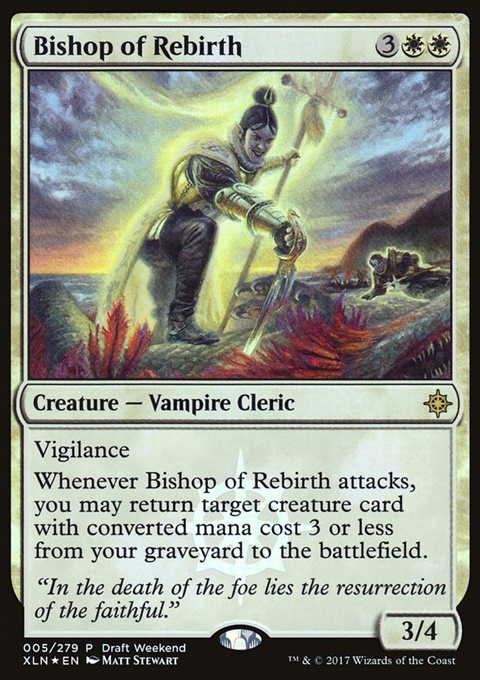 Bishop of Rebirth 3
Creature — Vampire Cleric
Vigilance
Whenever Bishop of Rebirth attacks,
you may return target creature card
with converted mana cost 3 or less
from your graveyard to the battlefield.
“In the death of the foe lies the resurrection
of the faithful.”
3/4
005/279 P Draft Weekend
XLN★EN Matt Stewart
™ & © 2017 Wizards of the Coast